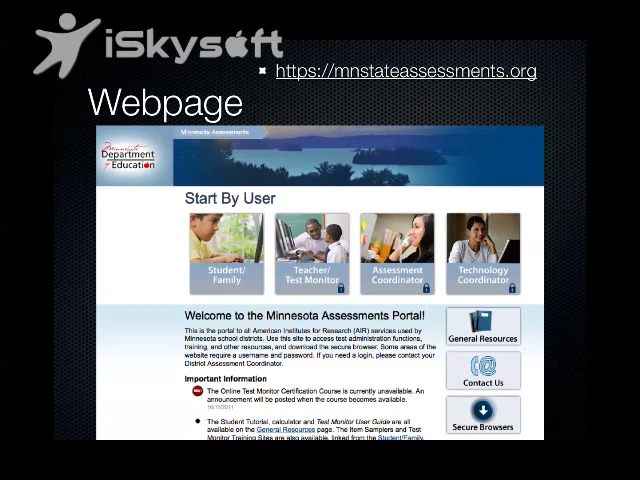 iSkysoft
https://mnstateassessments.org
Webpage
Minnesota Assessments
Minnesota
Department
of Education
Start By User
Student/
Family
Teacher/
Test Monitor
Assessment
Coordinator
Technology
Coordinator
Welcome to the Minnesota Assessments Portal!
This is the portal to all American Institutes for Research (AIR) services used by
Minnesota school districts. Use this site to access test administration functions,
training, and other resources, and download the secure browser. Some areas of the
website require a username and password. If you need a login, please contact your
District Assessment Coordinator.
Important Information
The Online Test Monitor Certification Course is currently unavailable. An
announcement will be posted when the course becomes available.
10/11/2011
The Student Tutorial, calculator and Test Monitor User Guide are all
available on the General Resources page. The Item Samplers and Test
Monitor Training Sites are also available, linked from the Student/Family,
General Resources
Contact Us
Secure Browsers